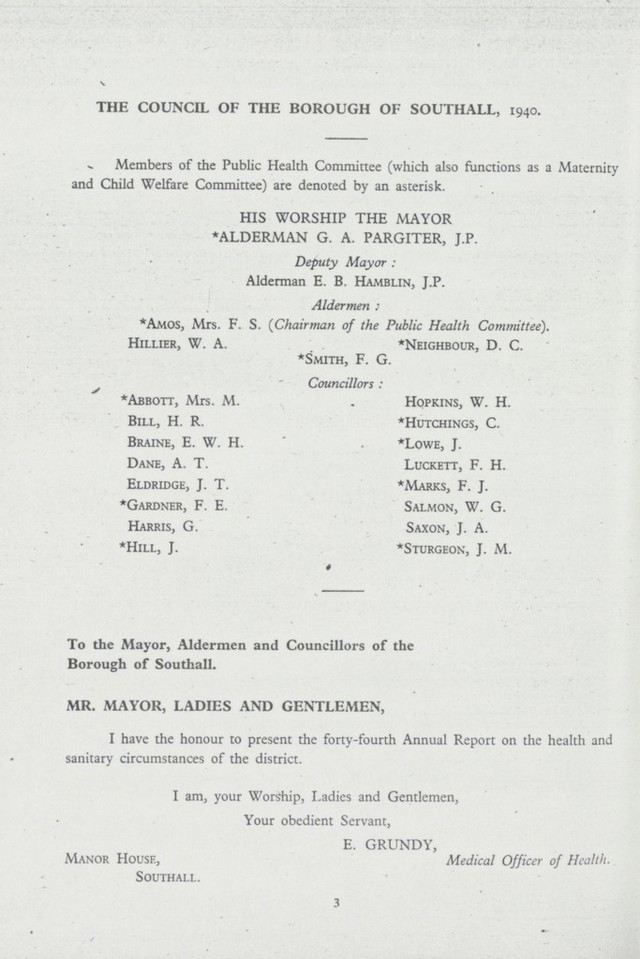 THE COUNCIL OF THE BOROUGH OF SOUTHALL, 1940.
Members of the Public Health Committee (which also functions as a Maternity
and Child Welfare Committee) are denoted by an asterisk.
HIS WORSHIP THE MAYOR
*ALDERMAN G. A. PARGITER, J.P.
Deputy Mayor :
Alderman E. B. HAMBLIN, J.P.
Aldermen :
*AMOS, Mrs. F. S. (Chairman of the Public Health Committee).
HILLIER, W. A. *NEIGHBOUR, D. C.
*SMITH, F. G.
Councillors :
*ABBOTT, Mrs. M. HOPKINS, W. H.
BILL, H. R. *HUTCHINGS, C.
BRAINE, E. W. H. *LOWE, J.
DANE, A. T. LUCKETT, F. H.
ELDRIDGE, J. T. *MARKS, F. J.
*GARDNER, F. E. SALMON, W. G.
HARRIS, G. SAXON, J. A.
*HILL, J. *STURGEON, J. M.
To the Mayor, Aldermen and Councillors of the
Borough of Southall.
MR. MAYOR, LADIES AND GENTLEMEN,
I have the honour to present the forty-fourth Annual Report on the health and
sanitary circumstances of the district.
I am, your Worship, Ladies and Gentlemen,
Your obedient Servant,
E. GRUNDY,
MANOR HOUSE, Medical Officer of Health.
SOUTHALL.
3